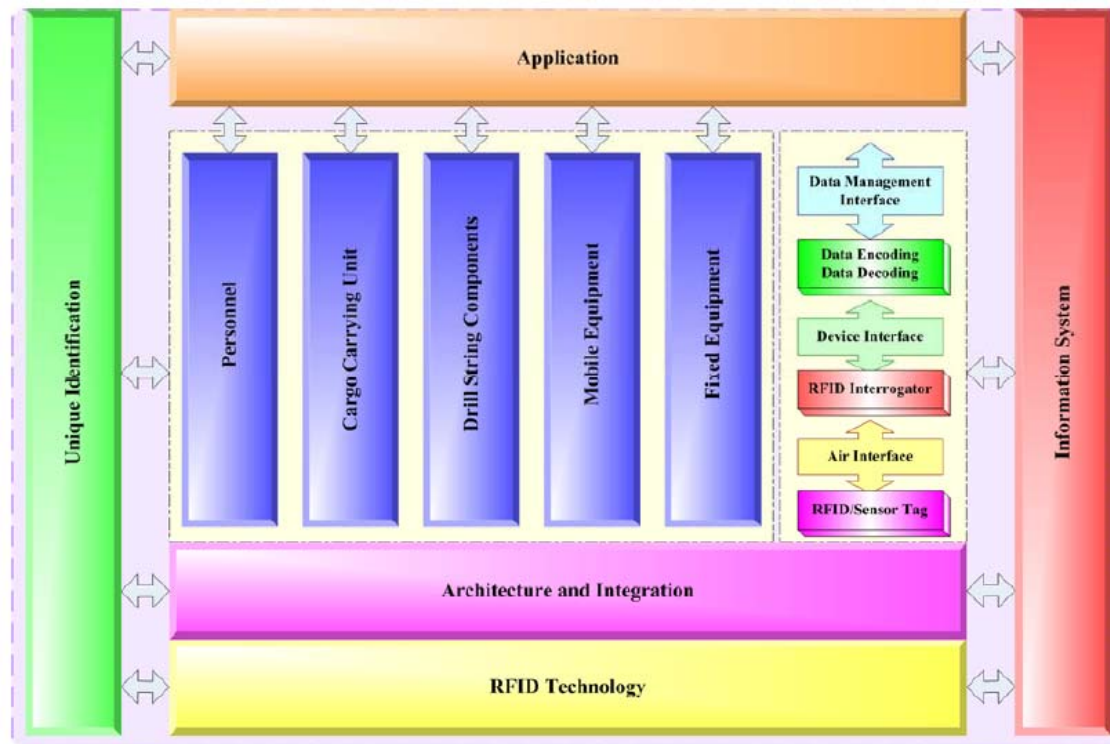 Application
Unique Identification
Personnel
Cargo Carrying Unit
Drill String Components
Mobile Equipment
Fixed Equipment
Data Management
Interface
Data Encoding
Data Decoding
Device Interface
RFID Interrogator
Air Interface
RFID/Sensor Tag
Information System
Architecture and Integration
RFID Technology